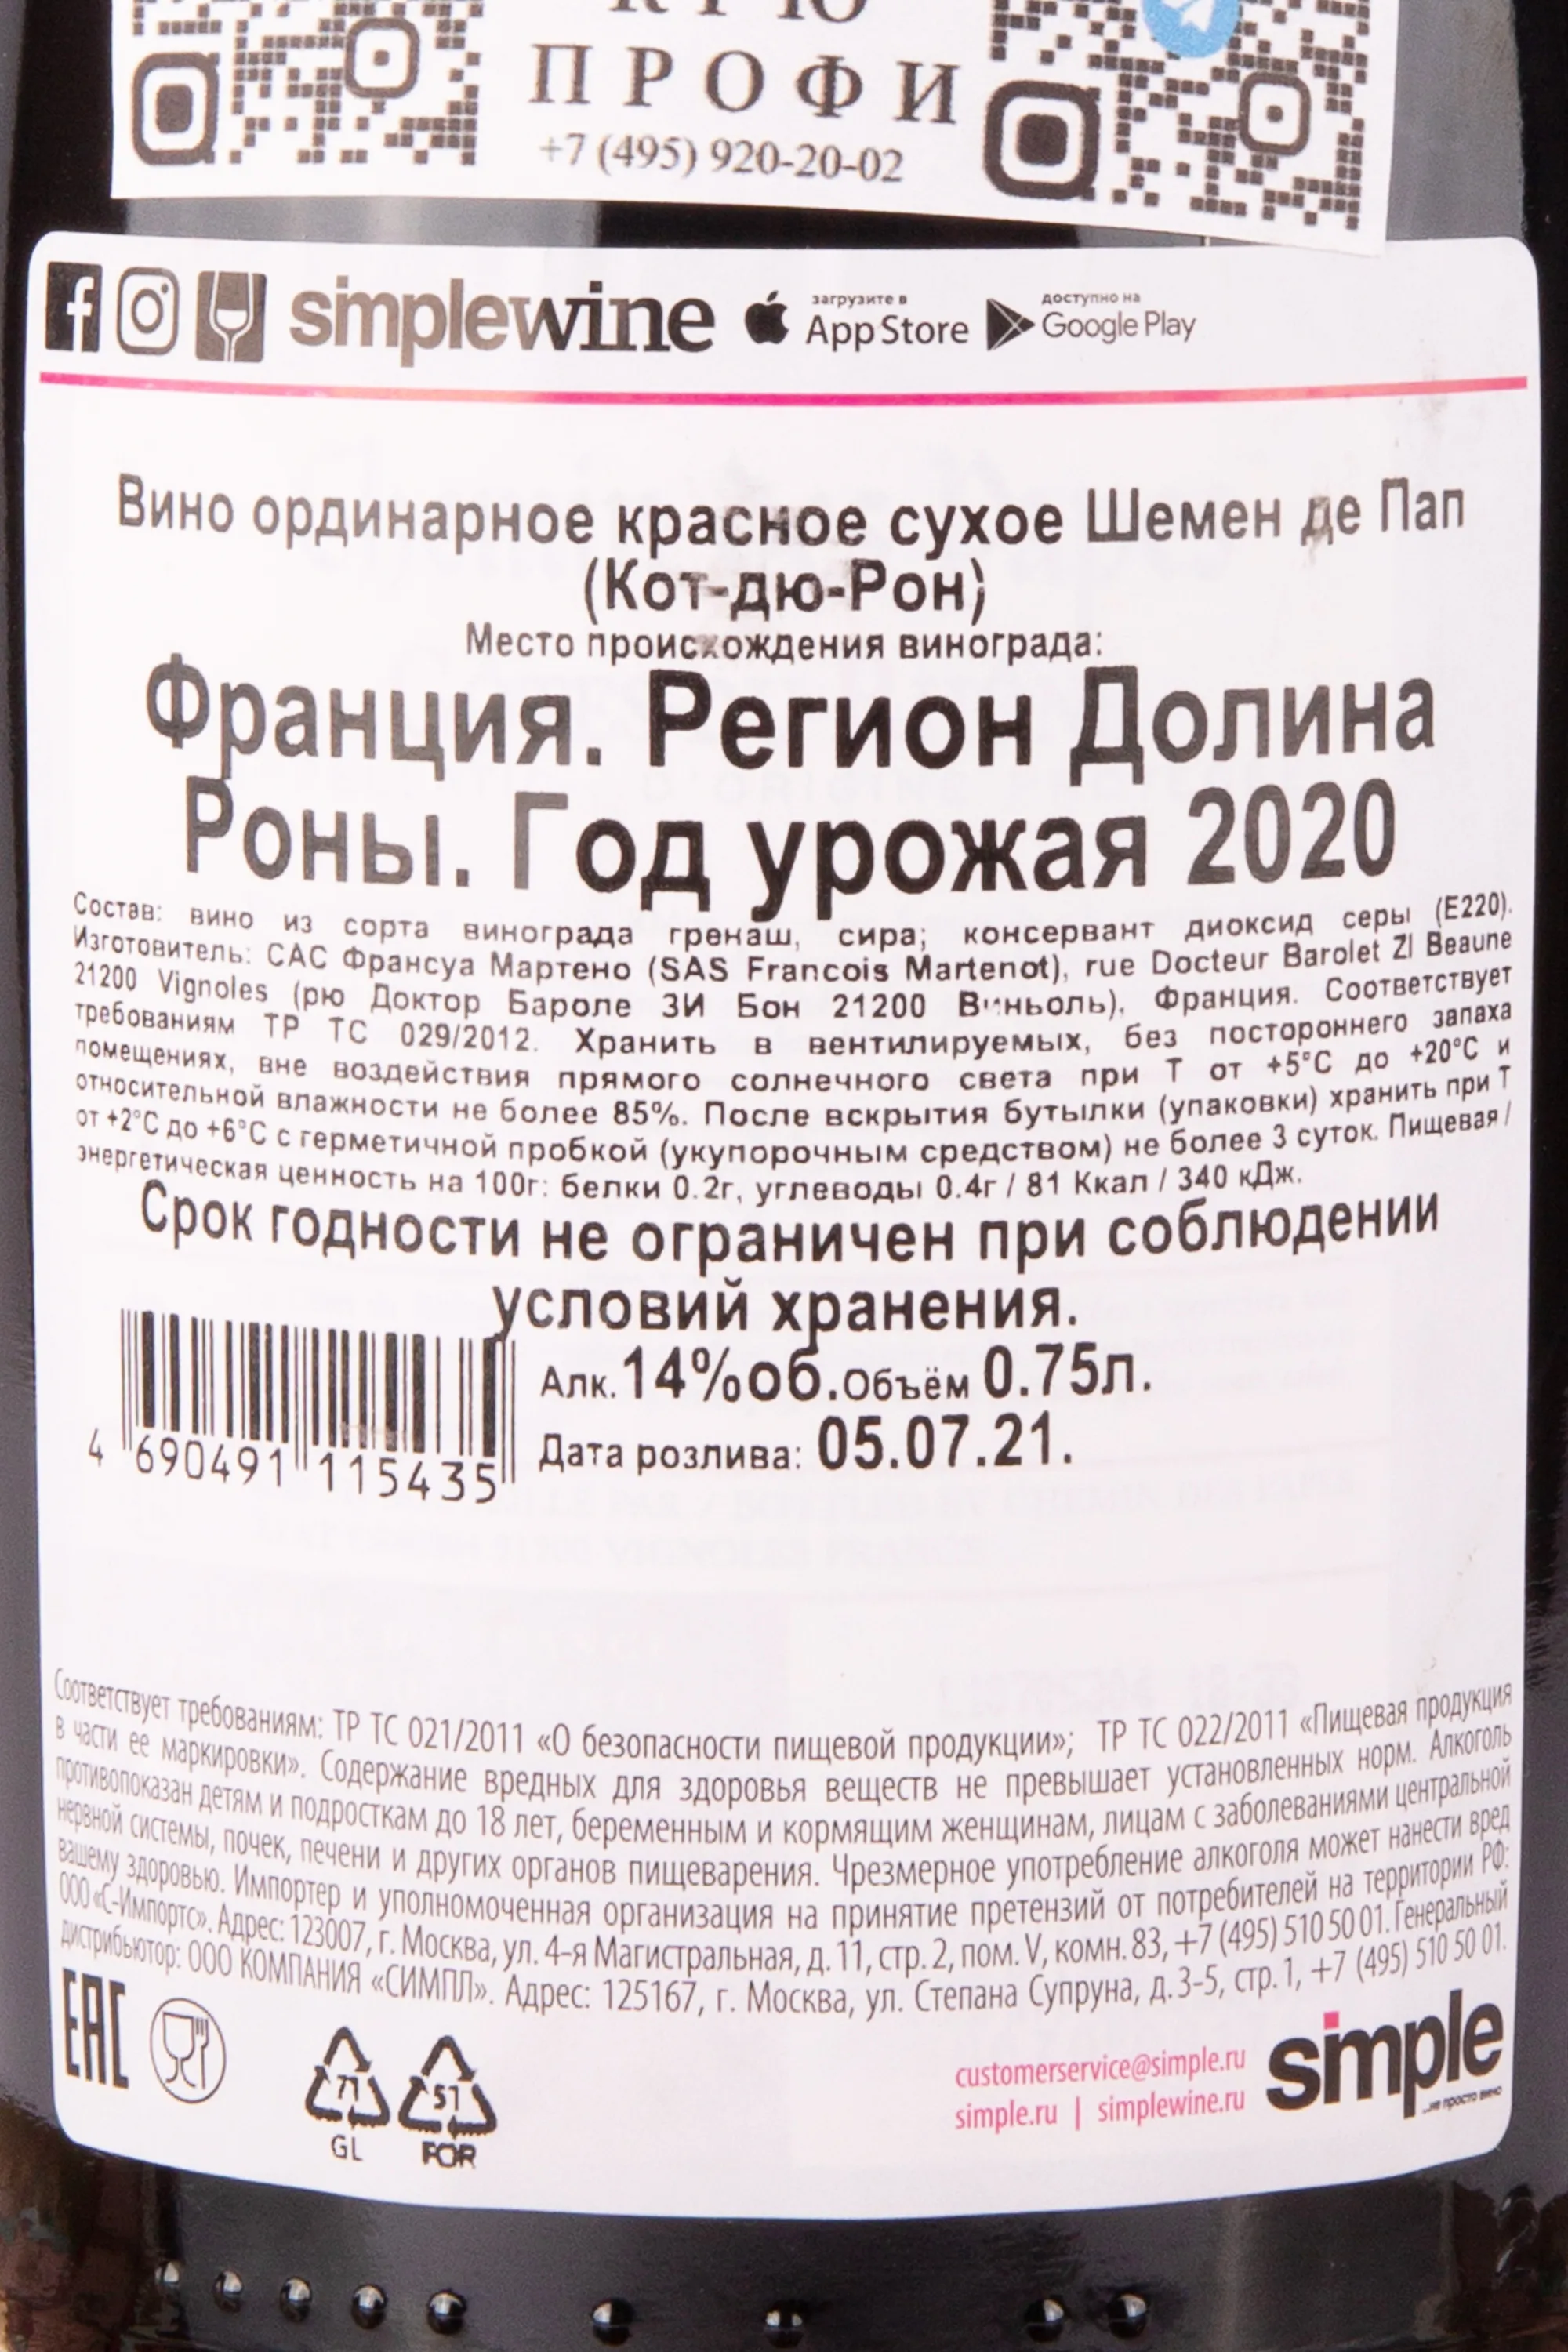 ПРОФИ
+7 (495) 920-20-02
simplewine
загрузите в
App Store
доступно на
Google Play
Вино ординарное красное сухое Шемен де Пап
(Кот-дю-Рон)
Место происхождения винограда:
Франция. Регион Долина
Роны. Год урожая 2020
Состав: вино из сорта винограда гренаш, сира; консервант диоксид серы (Е220).
Изготовитель: САС Франсуа Мартено (SAS Francois Martenot), rue Docteur Barolet ZI Beaune
21200 Vignoles (рю Доктор Бароле ЗИ Бон 21200 Виньоль), Франция. Соответствует
требованиям ТР ТС 029/2012. Хранить в вентилируемых, без постороннего запаха
помещениях, вне воздействия прямого солнечного света при Т от +5°C до +20°C и
относительной влажности не более 85%. После вскрытия бутылки (упаковки) хранить при Т
от +2°C до +6°C с герметичной пробкой (укупорочным средством) не более 3 суток. Пищевая /
энергетическая ценность на 100г: белки 0.2г, углеводы 0.4г / 81 Ккал / 340 кДж.
Срок годности не ограничен при соблюдении
условий хранения.
Алк.14%об.Объём 0.75л.
Дата розлива: 05.07.21.
4 690491 115435
Соответствует требованиям: ТР ТС 021/2011 «О безопасности пищевой продукции»; ТР ТС 022/2011 «Пищевая продукция
в части ее маркировки». Содержание вредных для здоровья веществ не превышает установленных норм. Алкоголь
противопоказан детям и подросткам до 18 лет, беременным и кормящим женщинам, лицам с заболеваниями центральной
нервной системы, почек, печени и других органов пищеварения. Чрезмерное употребление алкоголя может нанести вред
вашему здоровью. Импортер и уполномоченная организация на принятие претензий от потребителей на территории РФ:
ООО «С-Импортс». Адрес: 123007, г. Москва, ул. 4-я Магистральная, д. 11, стр. 2, пом. V, комн. 83, +7 (495) 510 50 01. Генеральный
дистрибьютор: ООО КОМПАНИЯ «СИМПЛ». Адрес: 125167, г. Москва, ул. Степана Супруна, д. 3-5, стр. 1, +7 (495) 510 50 01.
EAC
71
GL
51
FOR
customerservice@simple.ru
simple.ru | simplewine.ru
simple
...не просто вино